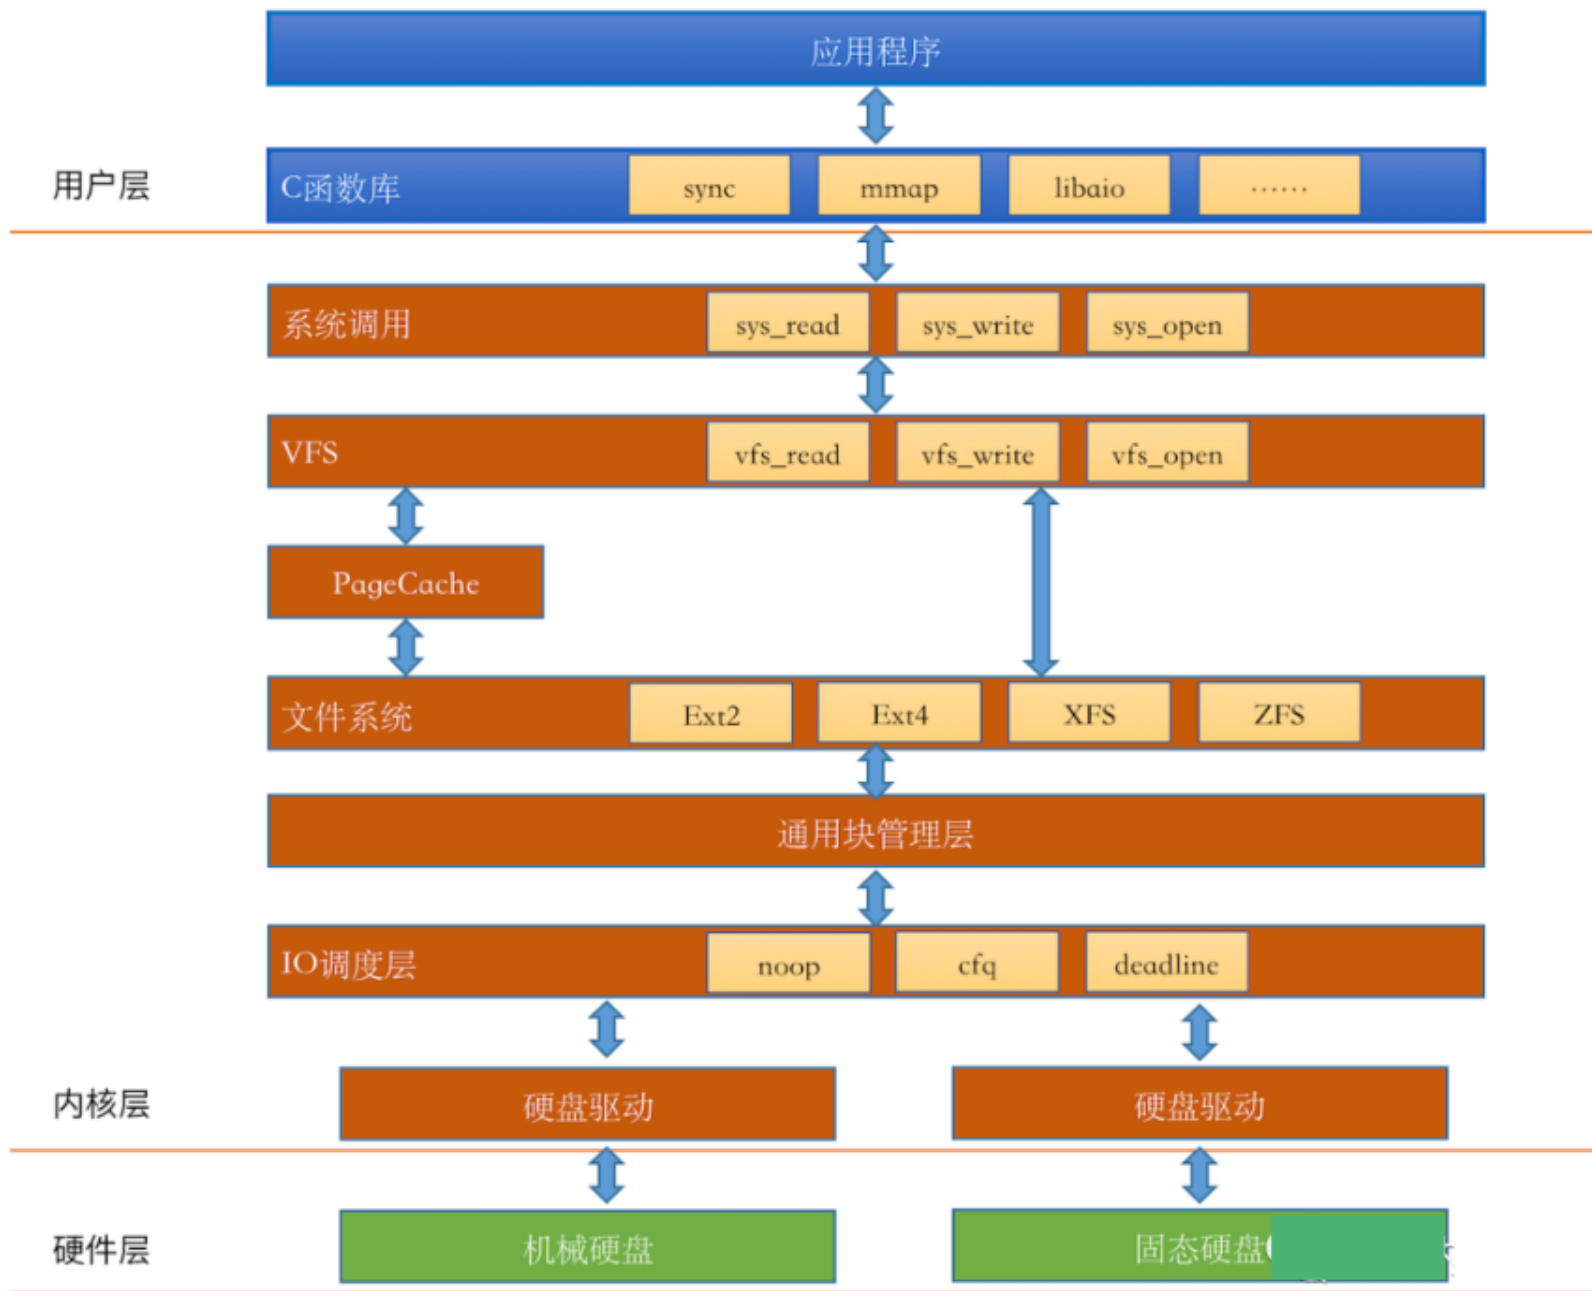 应用程序
用户层
C函数库 sync mmap libaio ······
系统调用 sys_read sys_write sys_open
VFS vfs_read vfs_write vfs_open
PageCache
文件系统 Ext2 Ext4 XFS ZFS
通用块管理层
IO调度层 noop cfq deadline
内核层
硬盘驱动 硬盘驱动
硬件层
机械硬盘 固态硬盘